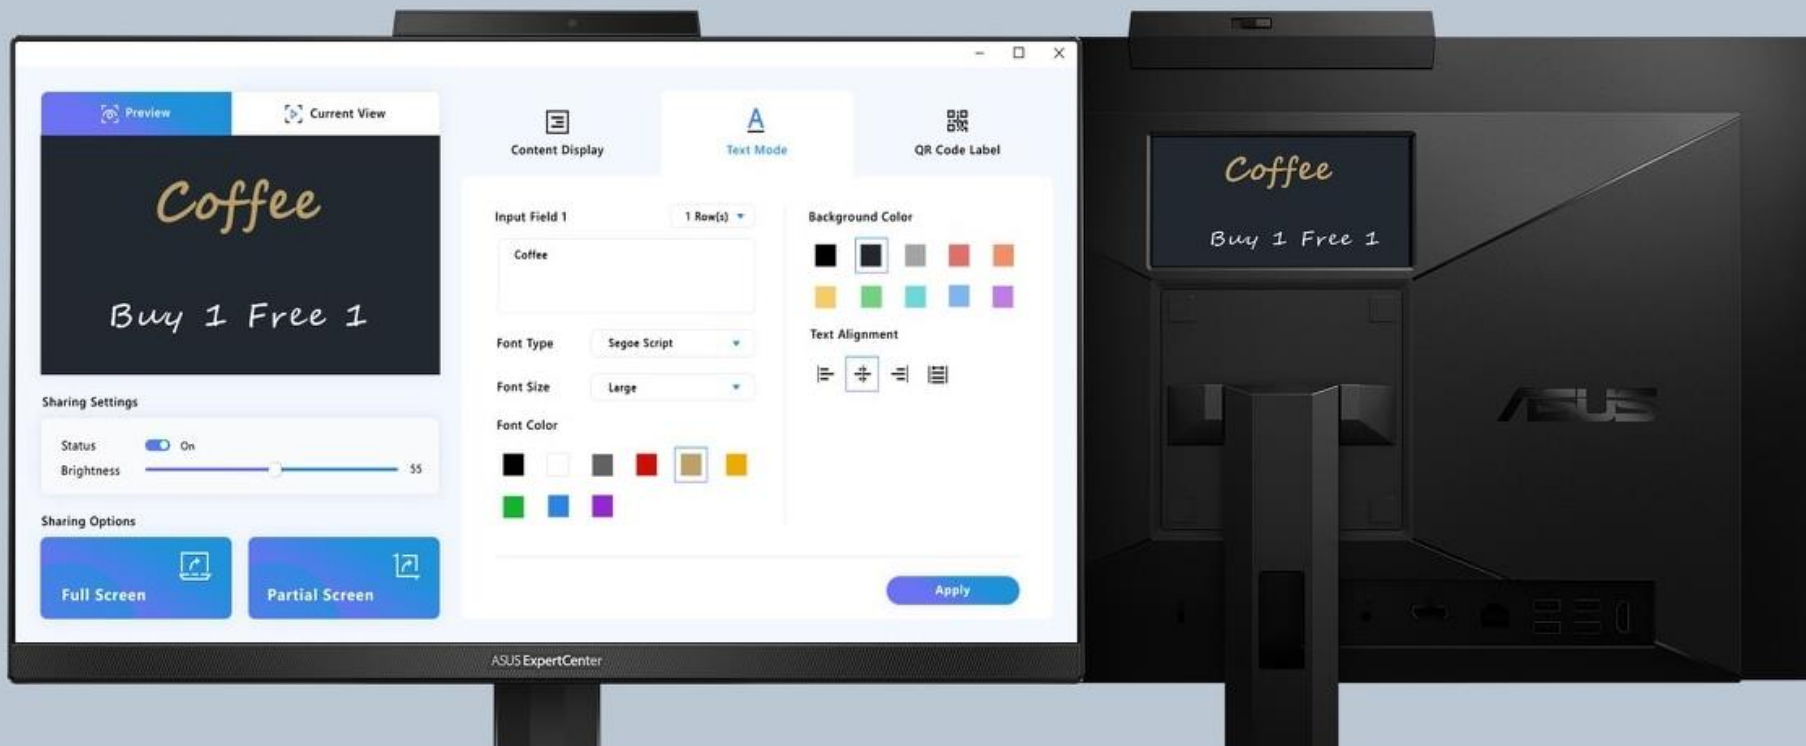 Preview
Current View
Coffee
Buy 1 Free 1
Sharing Settings
Status On
Brightness 55
Sharing Options
Full Screen
Partial Screen
Content Display
Text Mode
QR Code Label
Input Field 1 1 Row(s)
Coffee
Font Type Segoe Script
Font Size Large
Font Color
Background Color
Text Alignment
Apply
ASUS ExpertCenter
Coffee
Buy 1 Free 1
ASUS